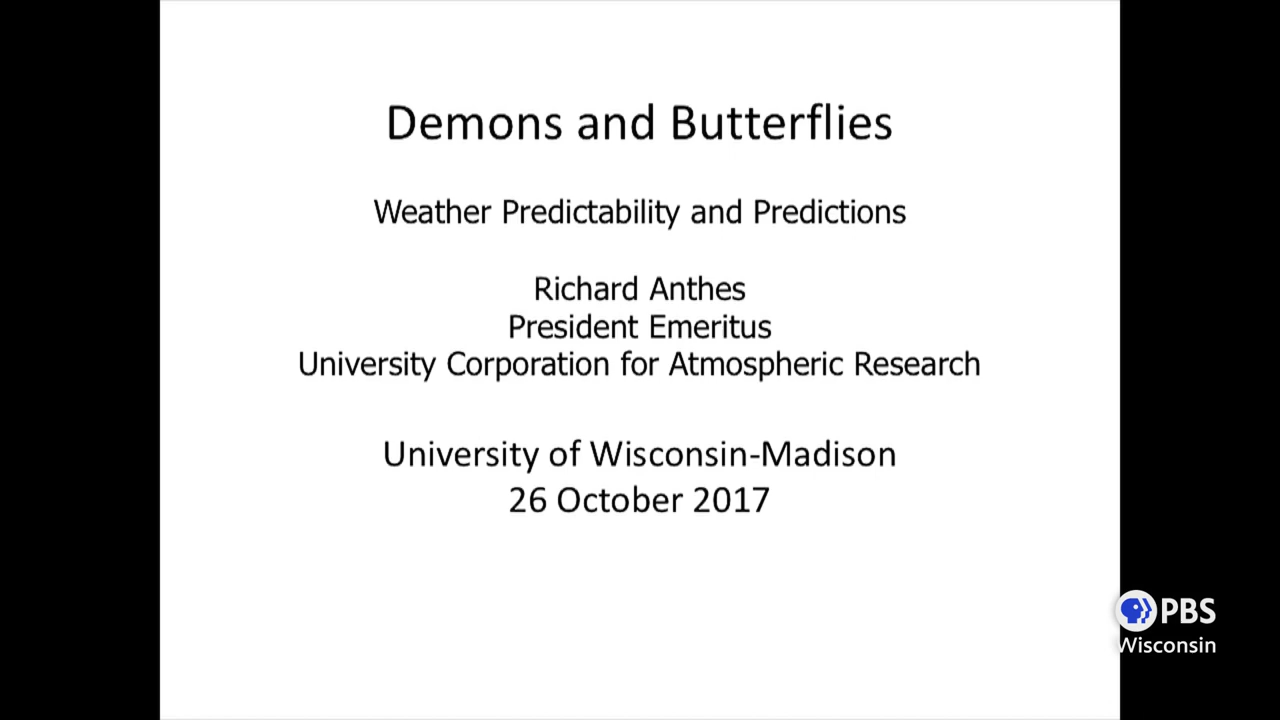 Demons and Butterflies
Weather Predictability and Predictions
Richard Anthes
President Emeritus
University Corporation for Atmospheric Research
University of Wisconsin-Madison
26 October 2017
PBS
Wisconsin